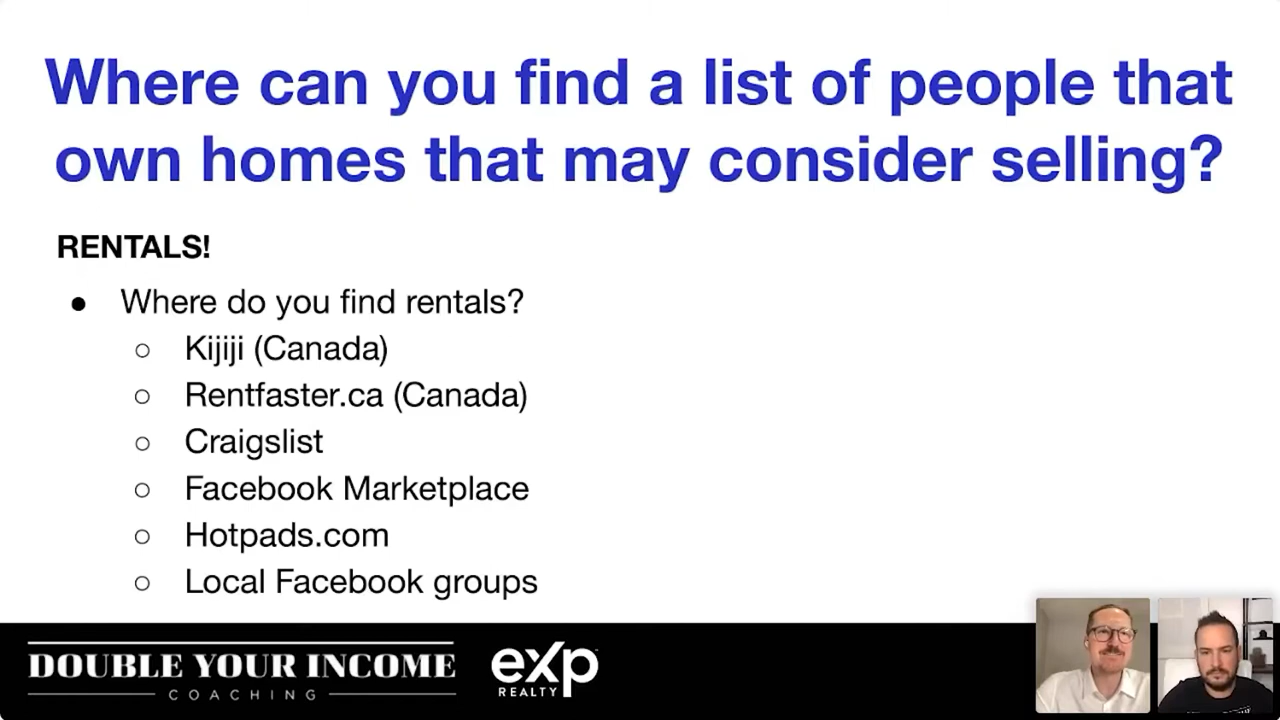 Where can you find a list of people that
own homes that may consider selling?
RENTALS!
● Where do you find rentals?
○ Kijiji (Canada)
○ Rentfaster.ca (Canada)
○ Craigslist
○ Facebook Marketplace
○ Hotpads.com
○ Local Facebook groups
DOUBLE YOUR INCOME
COACHING
eXp
REALTY